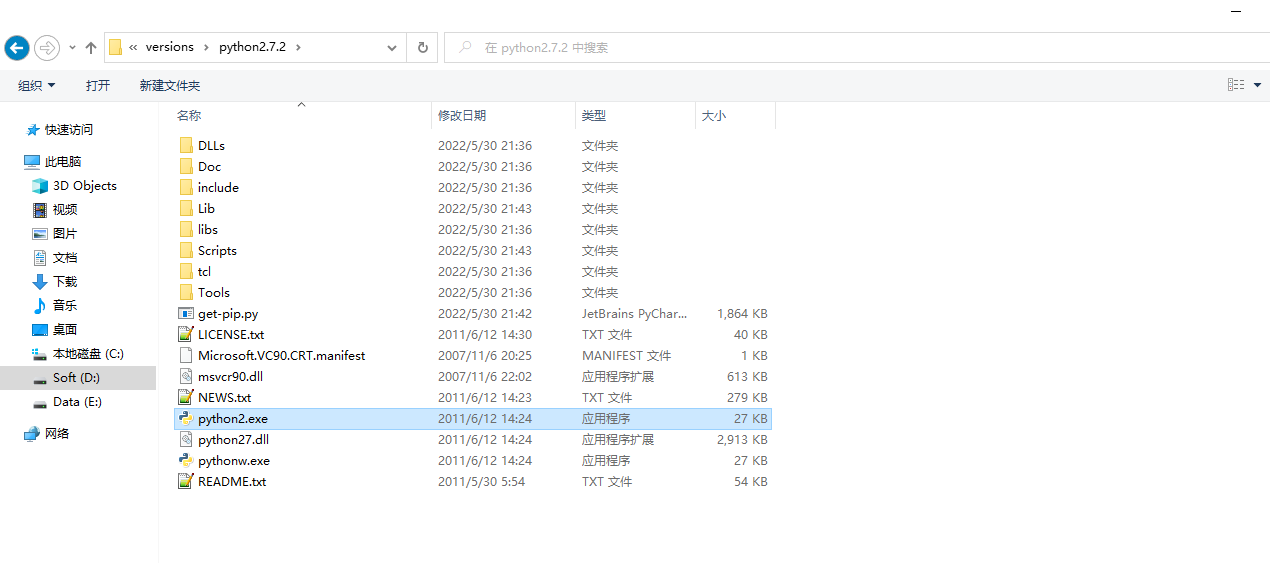 « versions › python2.7.2 ›
在 python2.7.2 中搜索
组织 打开 新建文件夹
名称 修改日期 类型 大小
快速访问
此电脑
3D Objects
视频
图片
文档
下载
音乐
桌面
本地磁盘 (C:)
Soft (D:)
Data (E:)
网络
DLLs 2022/5/30 21:36 文件夹
Doc 2022/5/30 21:36 文件夹
include 2022/5/30 21:36 文件夹
Lib 2022/5/30 21:43 文件夹
libs 2022/5/30 21:36 文件夹
Scripts 2022/5/30 21:43 文件夹
tcl 2022/5/30 21:36 文件夹
Tools 2022/5/30 21:36 文件夹
get-pip.py 2022/5/30 21:42 JetBrains PyChar... 1,864 KB
LICENSE.txt 2011/6/12 14:30 TXT 文件 40 KB
Microsoft.VC90.CRT.manifest 2007/11/6 20:25 MANIFEST 文件 1 KB
msvcr90.dll 2007/11/6 22:02 应用程序扩展 613 KB
NEWS.txt 2011/6/12 14:23 TXT 文件 279 KB
python2.exe 2011/6/12 14:24 应用程序 27 KB
python27.dll 2011/6/12 14:24 应用程序扩展 2,913 KB
pythonw.exe 2011/6/12 14:24 应用程序 27 KB
README.txt 2011/5/30 5:54 TXT 文件 54 KB